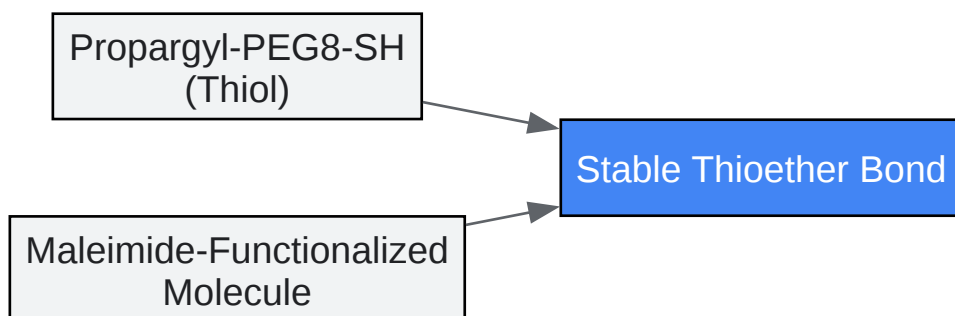 Propargyl-PEG8-SH
(Thiol)
Stable Thioether Bond
Maleimide-Functionalized
Molecule